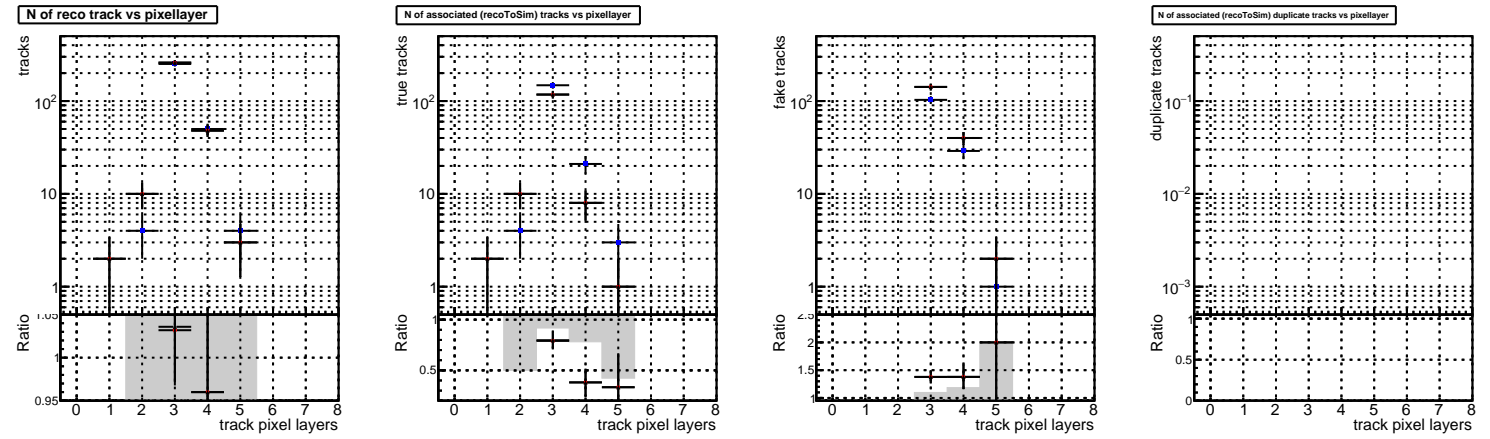 N of reco track vs pixellayer
tracks
10²
10
1
Ratio
1.05
1
0.95
0 1 2 3 4 5 6 7 8
track pixel layers
N of associated (recoToSim) tracks vs pixellayer
true tracks
10²
10
1
Ratio
1
0.5
0 1 2 3 4 5 6 7 8
track pixel layers
fake tracks
10²
10
1
Ratio
2.5
2
1.5
1
0 1 2 3 4 5 6 7 8
track pixel layers
N of associated (recoToSim) duplicate tracks vs pixellayer
duplicate tracks
10⁻¹
10⁻²
10⁻³
Ratio
1
0.5
0
0 1 2 3 4 5 6 7 8
track pixel layers